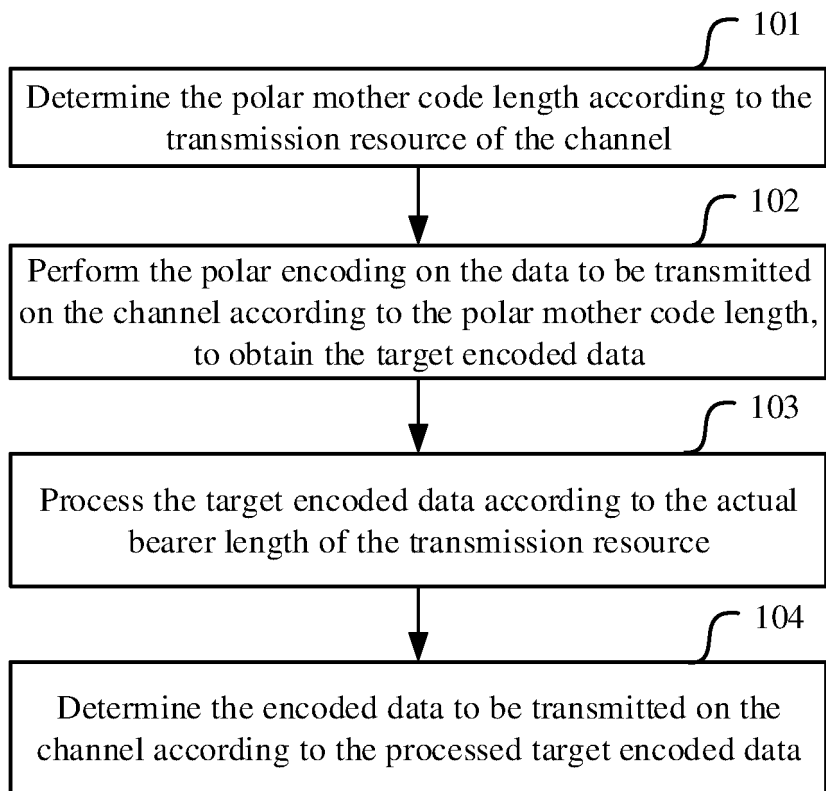 101
Determine the polar mother code length according to the
transmission resource of the channel
102
Perform the polar encoding on the data to be transmitted
on the channel according to the polar mother code length,
to obtain the target encoded data
103
Process the target encoded data according to the actual
bearer length of the transmission resource
104
Determine the encoded data to be transmitted on the
channel according to the processed target encoded data